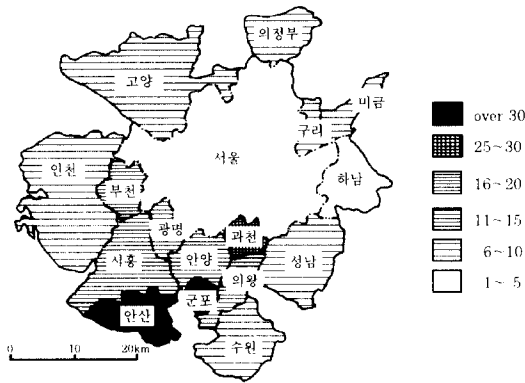 의정부
고양
미금
구리
서울
인천
하남
부천
광명
과천
시흥
안양
성남
의왕
군포
안산
수원
over 30
25~30
16~20
11~15
6~10
1~5
0 10 20km